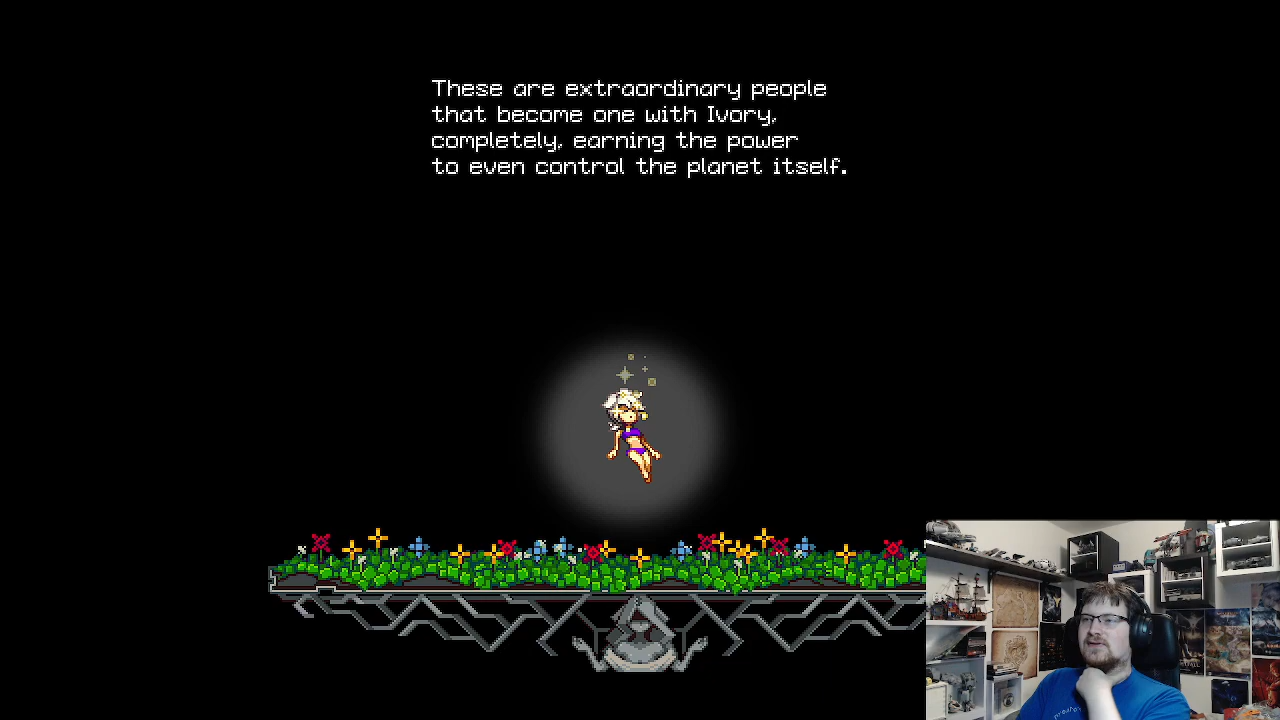 These are extraordinary people
that become one with Ivory,
completely, earning the power
to even control the planet itself.